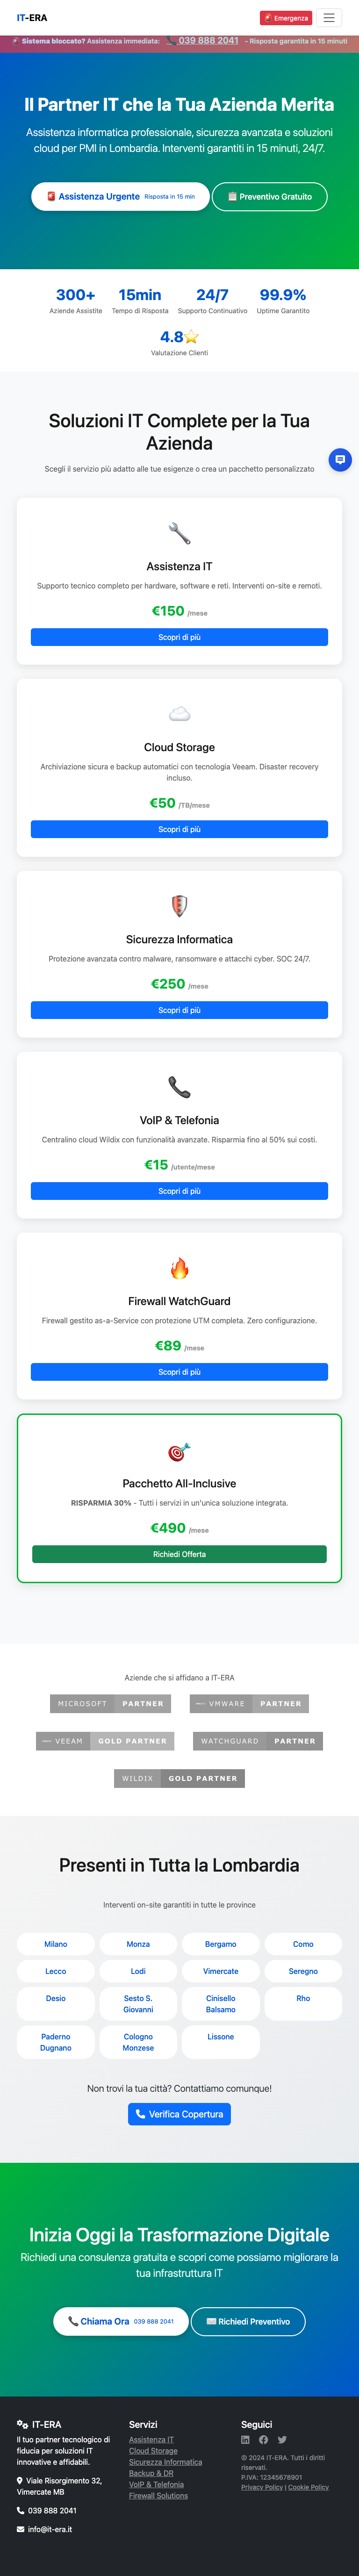 IT-ERA
🚨 Emergenza
🚨 Sistema bloccato? Assistenza immediata: 📞 039 888 2041 - Risposta garantita in 15 minuti
Il Partner IT che la Tua Azienda Merita
Assistenza informatica professionale, sicurezza avanzata e soluzioni
cloud per PMI in Lombardia. Interventi garantiti in 15 minuti, 24/7.
🚨 Assistenza Urgente Risposta in 15 min
📋 Preventivo Gratuito
300+
Aziende Assistite
15min
Tempo di Risposta
24/7
Supporto Continuativo
99.9%
Uptime Garantito
4.8⭐
Valutazione Clienti
Soluzioni IT Complete per la Tua
Azienda
Scegli il servizio più adatto alle tue esigenze o crea un pacchetto personalizzato
Assistenza IT
Supporto tecnico completo per hardware, software e reti. Interventi on-site e remoti.
€150 /mese
Scopri di più
Cloud Storage
Archiviazione sicura e backup automatici con tecnologia Veeam. Disaster recovery
incluso.
€50 /TB/mese
Scopri di più
Sicurezza Informatica
Protezione avanzata contro malware, ransomware e attacchi cyber. SOC 24/7.
€250 /mese
Scopri di più
VoIP & Telefonia
Centralino cloud Wildix con funzionalità avanzate. Risparmia fino al 50% sui costi.
€15 /utente/mese
Scopri di più
Firewall WatchGuard
Firewall gestito as-a-Service con protezione UTM completa. Zero configurazione.
€89 /mese
Scopri di più
Pacchetto All-Inclusive
RISPARMIA 30% - Tutti i servizi in un'unica soluzione integrata.
€490 /mese
Richiedi Offerta
Aziende che si affidano a IT-ERA
MICROSOFT PARTNER
VMWARE PARTNER
VEEAM GOLD PARTNER
WATCHGUARD PARTNER
WILDIX GOLD PARTNER
Presenti in Tutta la Lombardia
Interventi on-site garantiti in tutte le province
Milano
Monza
Bergamo
Como
Lecco
Lodi
Vimercate
Seregno
Desio
Sesto S.
Giovanni
Cinisello
Balsamo
Rho
Paderno
Dugnano
Cologno
Monzese
Lissone
Non trovi la tua città? Contattiamo comunque!
Verifica Copertura
Inizia Oggi la Trasformazione Digitale
Richiedi una consulenza gratuita e scopri come possiamo migliorare la
tua infrastruttura IT
📞 Chiama Ora 039 888 2041
✉️ Richiedi Preventivo
IT-ERA
Il tuo partner tecnologico di
fiducia per soluzioni IT
innovative e affidabili.
Viale Risorgimento 32,
Vimercate MB
039 888 2041
info@it-era.it
Servizi
Assistenza IT
Cloud Storage
Sicurezza Informatica
Backup & DR
VoIP & Telefonia
Firewall Solutions
Seguici
© 2024 IT-ERA. Tutti i diritti
riservati.
P.IVA: 12345678901
Privacy Policy | Cookie Policy